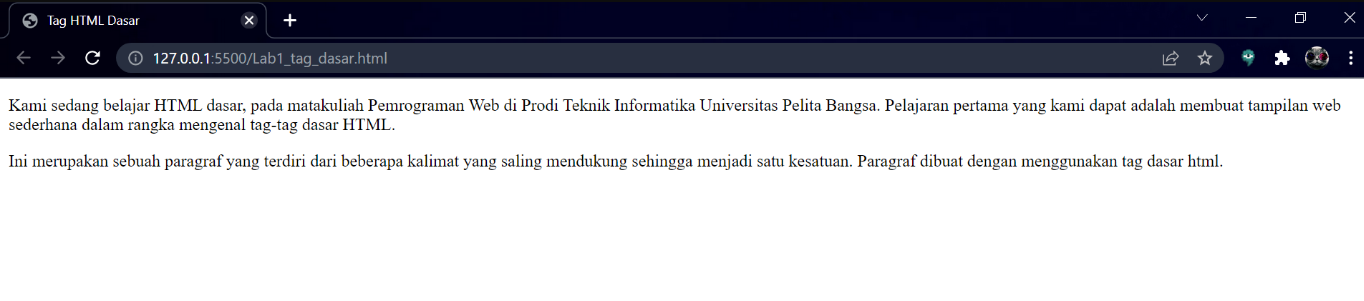 Tag HTML Dasar
127.0.0.1:5500/Lab1_tag_dasar.html
Kami sedang belajar HTML dasar, pada matakuliah Pemrograman Web di Prodi Teknik Informatika Universitas Pelita Bangsa. Pelajaran pertama yang kami dapat adalah membuat tampilan web
sederhana dalam rangka mengenal tag-tag dasar HTML.
Ini merupakan sebuah paragraf yang terdiri dari beberapa kalimat yang saling mendukung sehingga menjadi satu kesatuan. Paragraf dibuat dengan menggunakan tag dasar html.